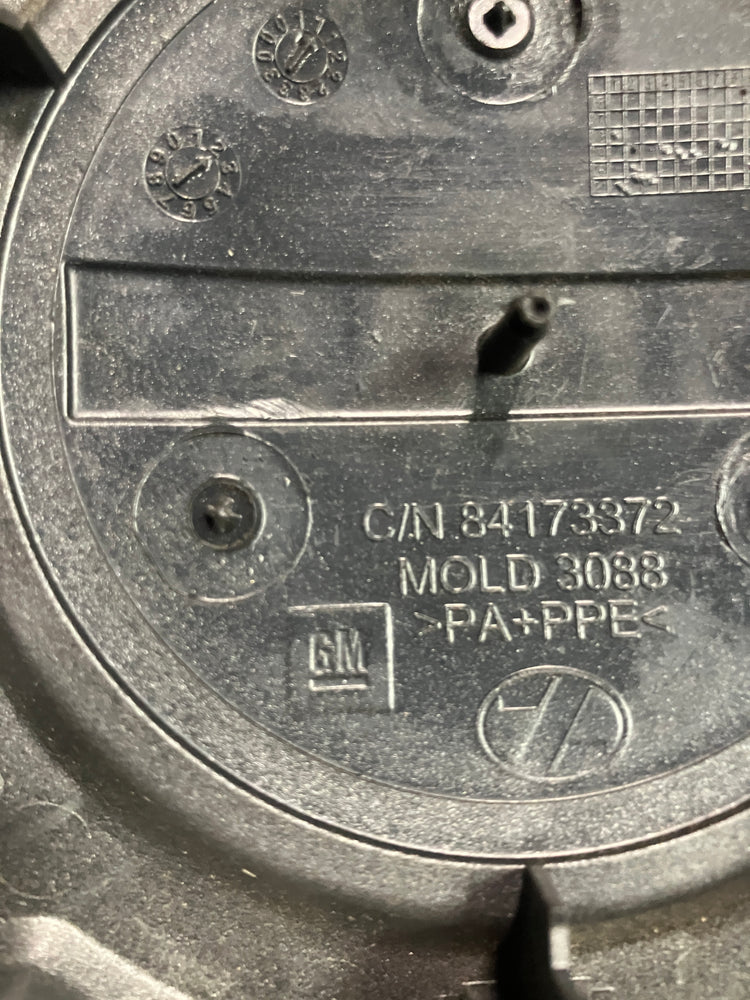 C/N 84173372
MOLD 3088
>PA+PPE<
GM